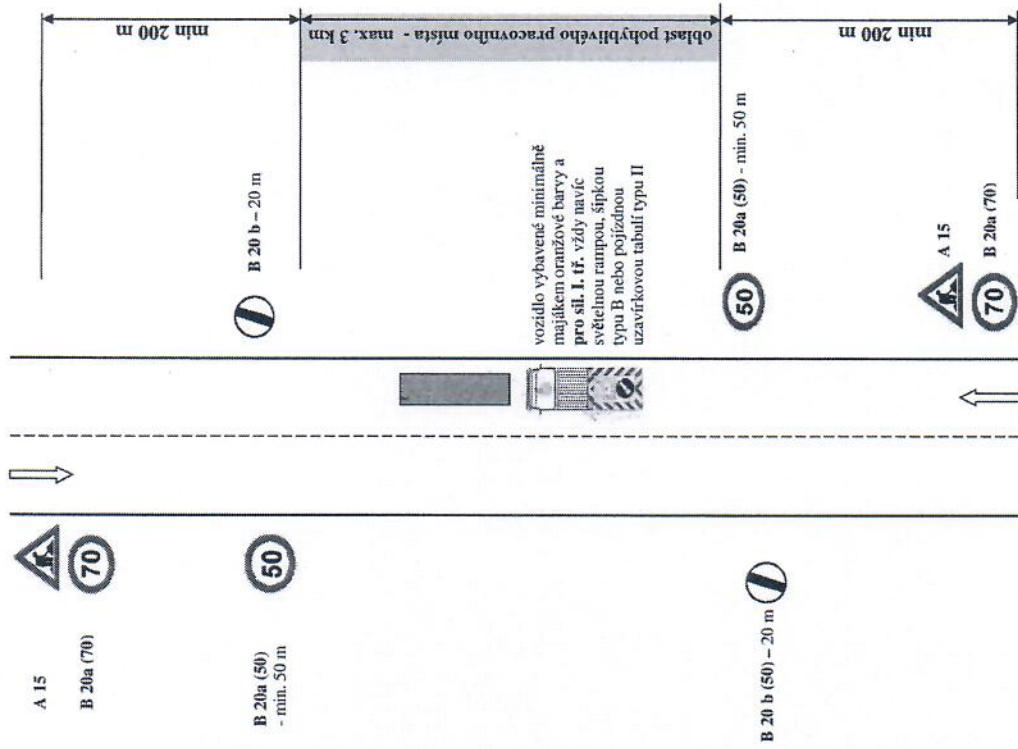 min 200 m
oblast pohyblivého pracovního místa - max. 3 km
min 200 m
B 20 b – 20 m
vozidlo vybavené minimálně
majákem oranžové barvy a
pro sil. I. tř. vždy navíc
světelnou rampou, šipkou
typu B nebo pojízdnou
uzavírkovou tabulí typu II
B 20a (50) - min. 50 m
50
A 15
B 20a (70)
70
A 15
70
B 20a (70)
50
B 20a (50)
- min. 50 m
B 20 b (50) – 20 m